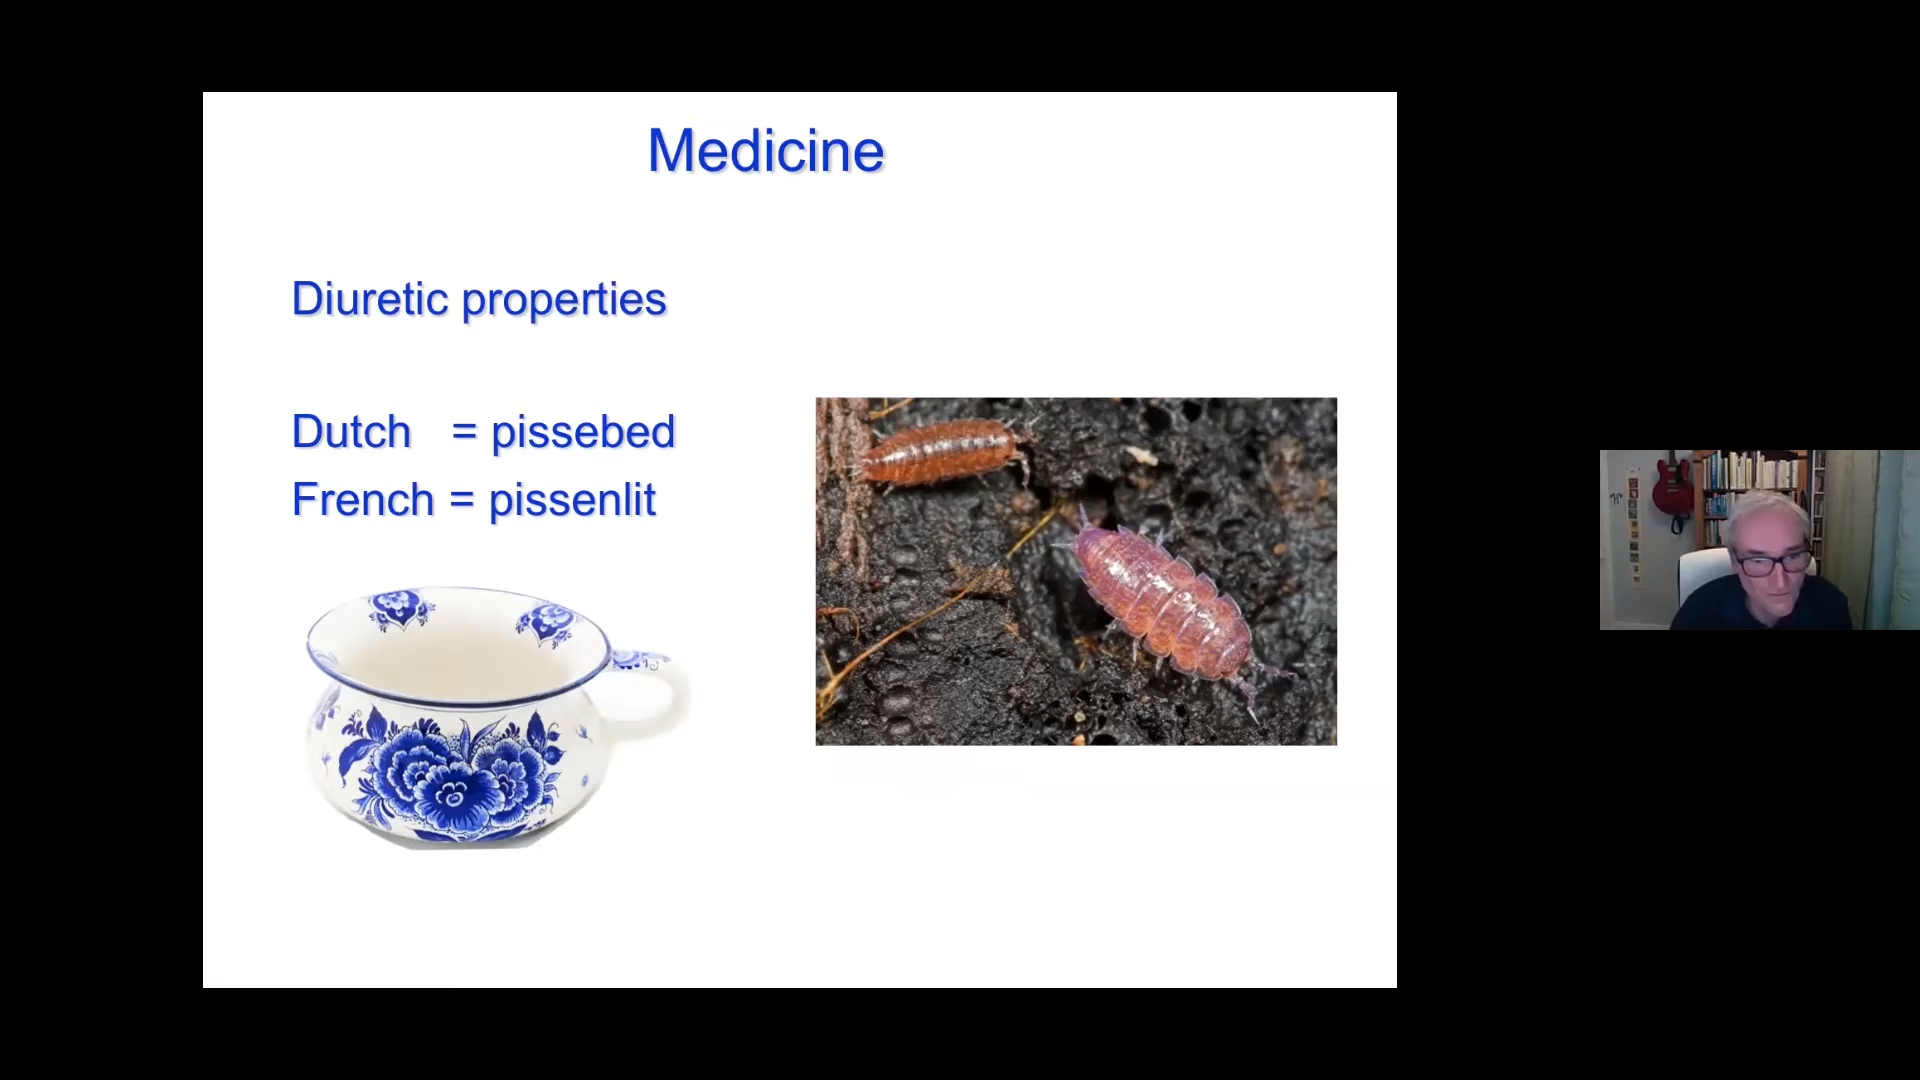 Medicine
Diuretic properties
Dutch = pissebed
French = pissenlit